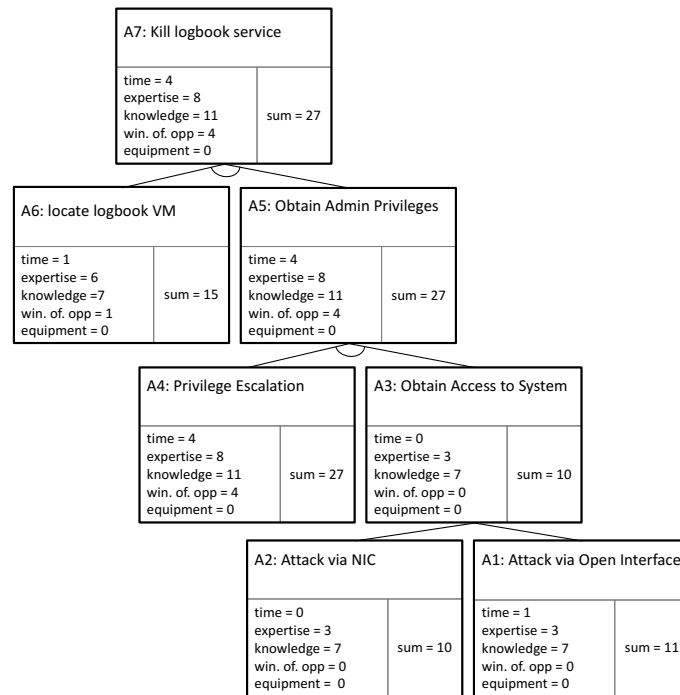 A7: Kill logbook service
time = 4
expertise = 8
knowledge = 11
win. of. opp = 4
equipment = 0
sum = 27
A6: locate logbook VM
time = 1
expertise = 6
knowledge =7
win. of. opp = 1
equipment = 0
sum = 15
A5: Obtain Admin Privileges
time = 4
expertise = 8
knowledge = 11
win. of. opp = 4
equipment = 0
sum = 27
A4: Privilege Escalation
time = 4
expertise = 8
knowledge = 11
win. of. opp = 4
equipment = 0
sum = 27
A3: Obtain Access to System
time = 0
expertise = 3
knowledge = 7
win. of. opp = 0
equipment = 0
sum = 10
A2: Attack via NIC
time = 0
expertise = 3
knowledge = 7
win. of. opp = 0
equipment =  0
sum = 10
A1: Attack via Open Interface
time = 1
expertise = 3
knowledge = 7
win. of. opp = 0
equipment = 0
sum = 11